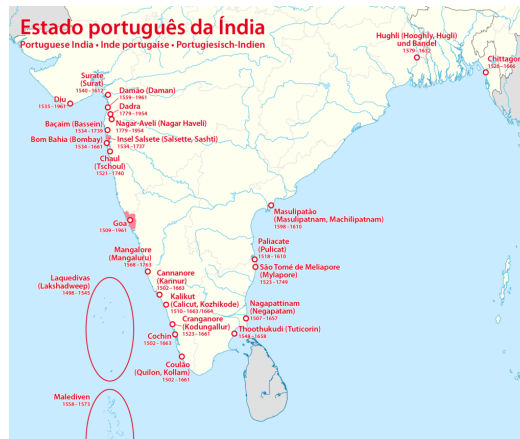 Estado português da Índia
Portuguese India • Inde portugaise • Portugiesisch-Indien
Hughli (Hooghly, Hugli)
und Bandel
1579–1632
Chittagon
1528–1666
Surate
(Surat)
1540–1612
Diu
1535–1961
Damão (Daman)
1559–1961
Dadra
1779–1954
Nagar-Aveli (Nagar Haveli)
1779–1954
Baçaim (Bassein)
1534–1739
Insel Salsete (Salsette, Sashti)
1534–1737
Bom Bahia (Bombay)
1534–1661
Chaul
(Tschoul)
1521–1740
Goa
1509–1961
Masulipatão
(Masulipatnam, Machilipatnam)
1598–1610
Paliacate
(Pulicat)
1518–1610
São Tomé de Meliapore
(Mylapore)
1523–1749
Mangalore
(Mangaluru)
1568–1763
Laquedivas
(Lakshadweep)
1498–1545
Cannanore
(Kannur)
1502–1663
Kalikut
(Calicut, Kozhikode)
1510–1663/1664
Cranganore
(Kodungallur)
1523–1661
Nagapattinam
(Negapatam)
1507–1657
Cochin
1502–1663
Thoothukudi (Tuticorin)
1548–1658
Coulão
(Quilon, Kollam)
1502–1661
Malediven
1558–1573